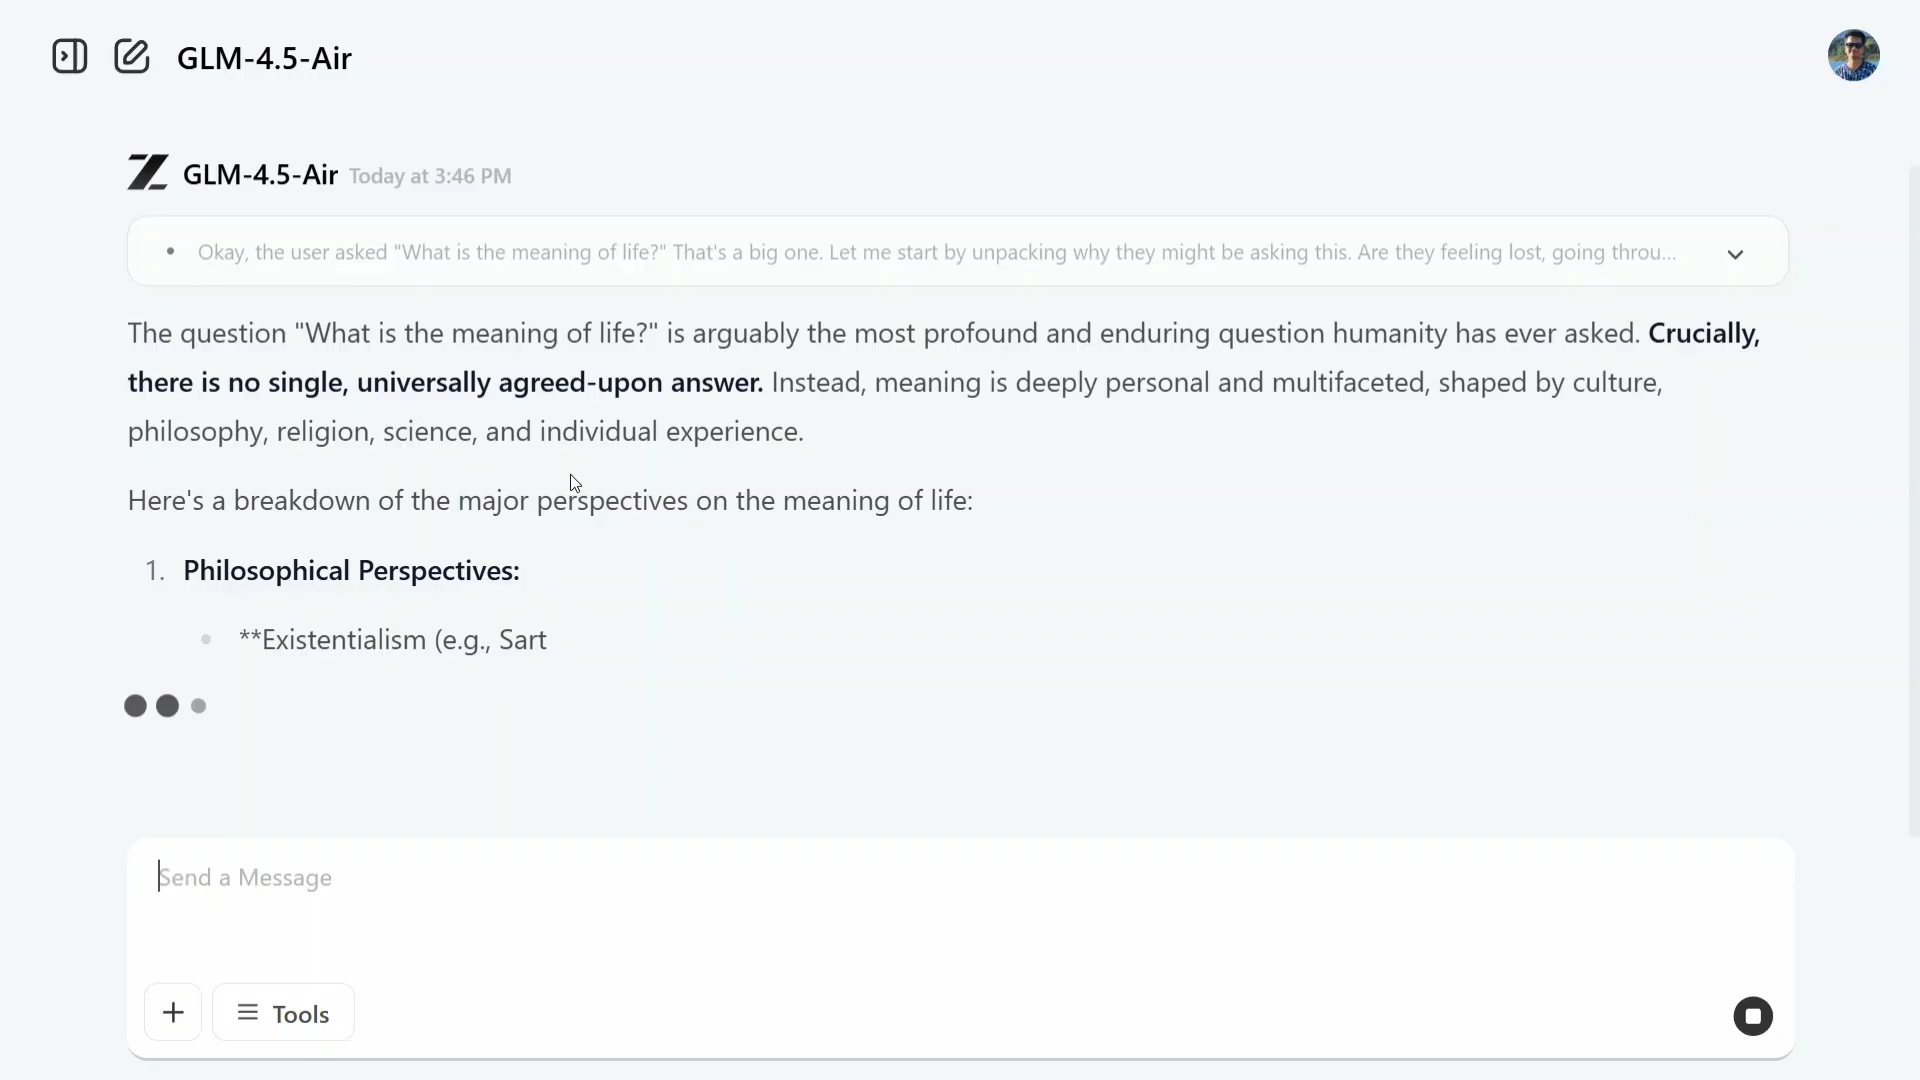 GLM-4.5-Air
GLM-4.5-Air Today at 3:46 PM
• Okay, the user asked "What is the meaning of life?" That's a big one. Let me start by unpacking why they might be asking this. Are they feeling lost, going throu...
The question "What is the meaning of life?" is arguably the most profound and enduring question humanity has ever asked. Crucially,
there is no single, universally agreed-upon answer. Instead, meaning is deeply personal and multifaceted, shaped by culture,
philosophy, religion, science, and individual experience.
Here's a breakdown of the major perspectives on the meaning of life:
1. Philosophical Perspectives:
• **Existentialism (e.g., Sart
Send a Message
Tools